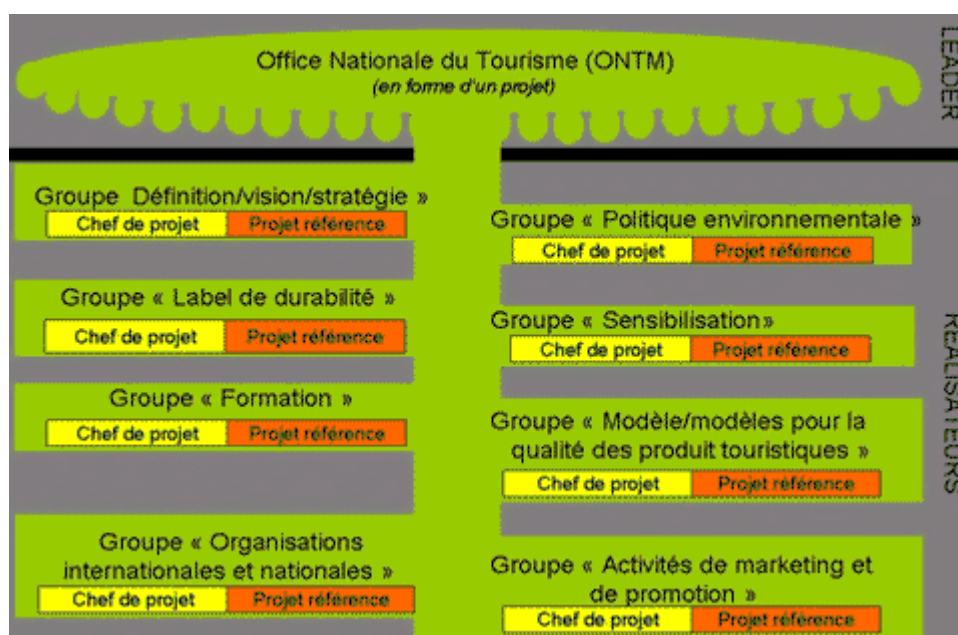 Office Nationale du Tourisme (ONTM)
(en forme d'un projet)
LEADER
Groupe Définition/vision/stratégie »
Chef de projet Projet référence
Groupe « Label de durabilité »
Chef de projet Projet référence
Groupe « Formation »
Chef de projet Projet référence
Groupe « Organisations
internationales et nationales »
Chef de projet Projet référence
Groupe « Politique environnementale »
Chef de projet Projet référence
Groupe « Sensibilisation»
Chef de projet Projet référence
Groupe « Modèle/modèles pour la
qualité des produit touristiques »
Chef de projet Projet référence
Groupe « Activités de marketing et
de promotion »
Chef de projet Projet référence
REALISATEURS